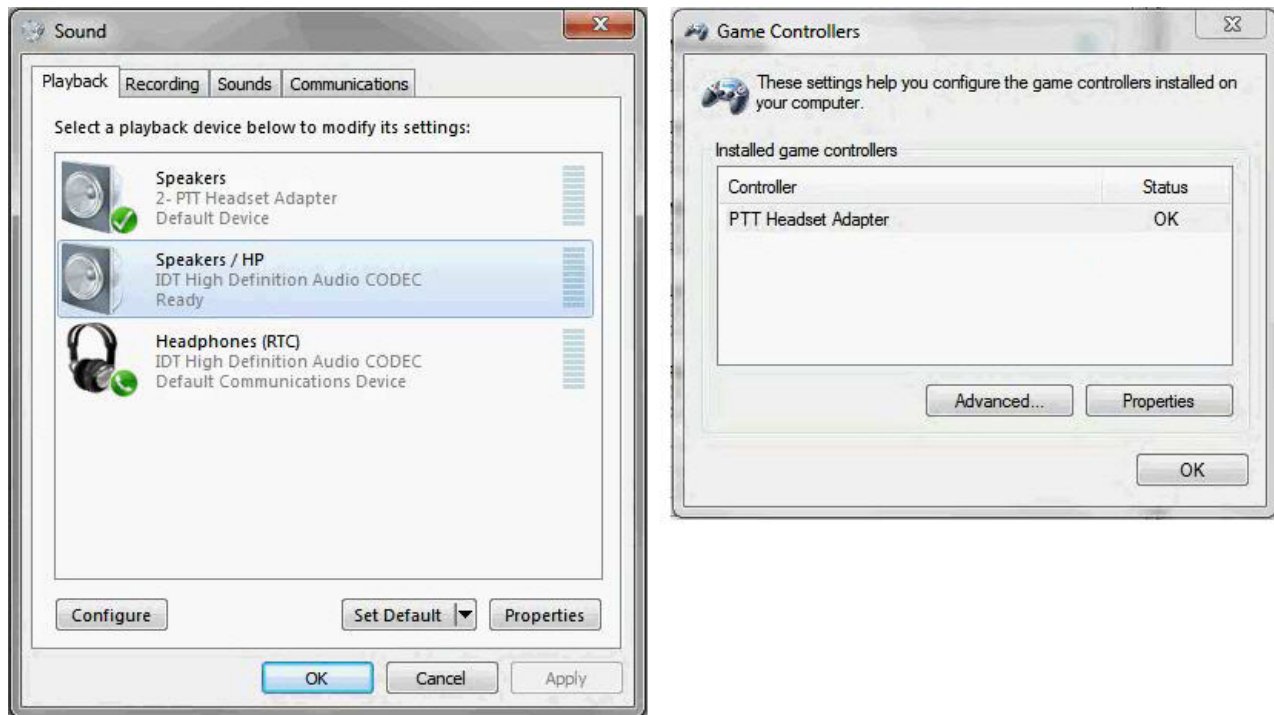 Sound
Playback
Recording
Sounds
Communications
Select a playback device below to modify its settings:
Speakers
2- PTT Headset Adapter
Default Device
Speakers / HP
IDT High Definition Audio CODEC
Ready
Headphones (RTC)
IDT High Definition Audio CODEC
Default Communications Device
Configure
Set Default
Properties
OK
Cancel
Apply
Game Controllers
These settings help you configure the game controllers installed on
your computer.
Installed game controllers
Controller
Status
PTT Headset Adapter
OK
Advanced...
Properties
OK